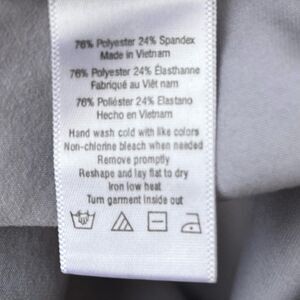 76% Polyester 24% Spandex
Made in Vietnam
76% Polyester 24% Élasthanne
Fabriqué au Viêt nam
76% Poliéster 24% Elastano
Hecho en Vietnam
Hand wash cold with like colors
Non-chlorine bleach when needed
Remove promptly
Reshape and lay flat to dry
Iron low heat
Turn garment inside out